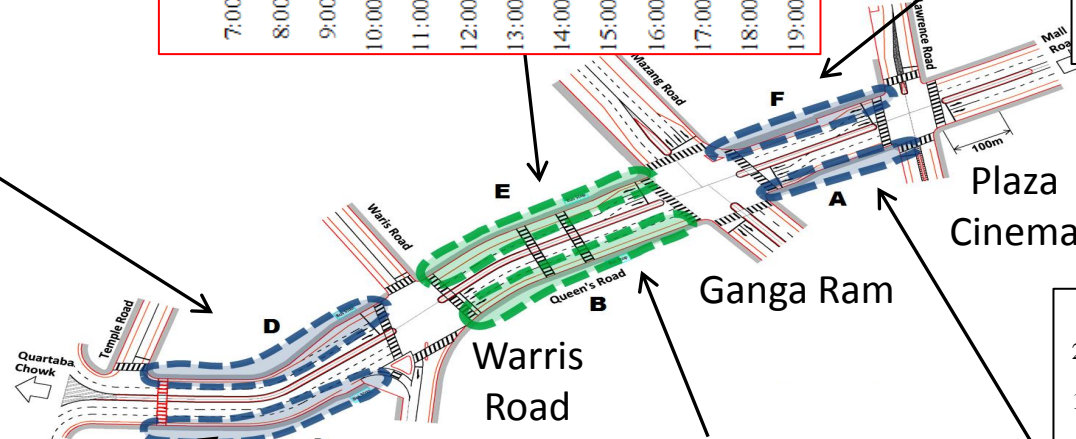 7:00
8:00
9:00
10:00
11:00
12:00
13:00
14:00
15:00
16:00
17:00
18:00
19:00
Mazang Road
Lawrence Road
Mall
F
100m
Plaza
Cinema
E
A
Waris Road
Queen's Road
B
Ganga Ram
Temple Road
D
Quartaba
Chowk
Warris
Road
2